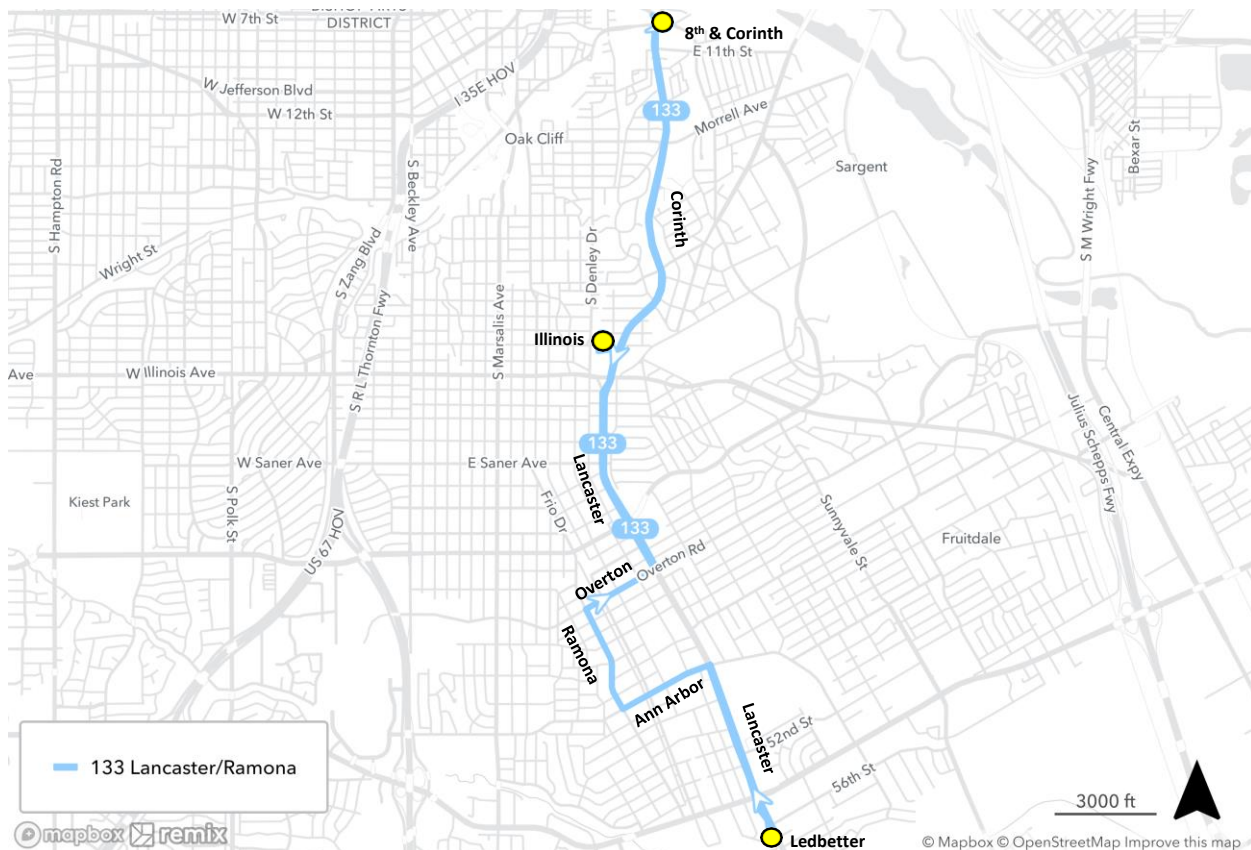 W 7th St
BISHOP ARTS
DISTRICT
8th & Corinth
E 11th St
I 35E HOV
W Jefferson Blvd
W 12th St
133
Morrell Ave
Oak Cliff
Sargent
Bexar St
S Hampton Rd
S Beckley Ave
S M Wright Fwy
Corinth
Wright St
S Zang Blvd
S Denley Dr
S Marsalis Ave
Illinois
S R L Thornton Fwy
Ave
W Illinois Ave
133
Julius Schepps Fwy
Central Expy
W Saner Ave
E Saner Ave
Lancaster
Kiest Park
S Polk St
Frio Dr
Sunnyvale St
133
Fruitdale
US 67 HOV
Overton
Overton Rd
Ramona
Ann Arbor
Lancaster
52nd St
56th St
133 Lancaster/Ramona
3000 ft
Ledbetter
mapbox remix
© Mapbox © OpenStreetMap Improve this map